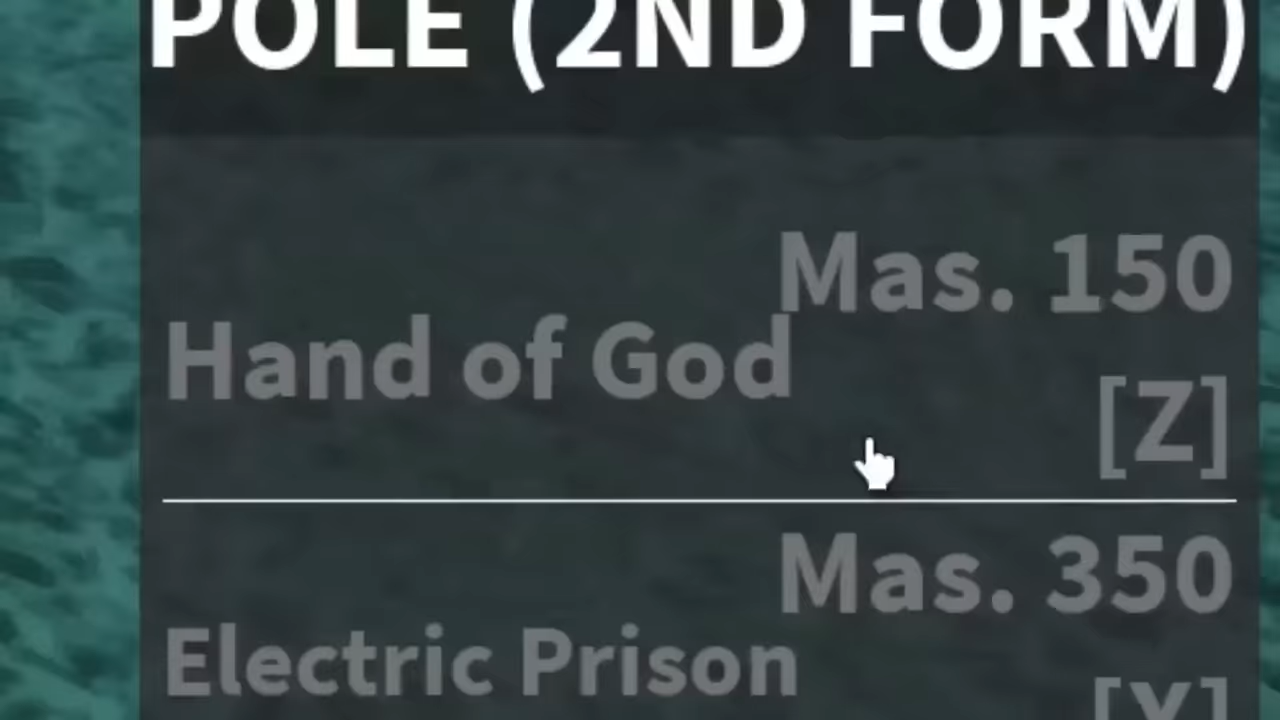 POLE (2ND FORM)
Mas. 150
Hand of God
[Z]
Mas. 350
Electric Prison